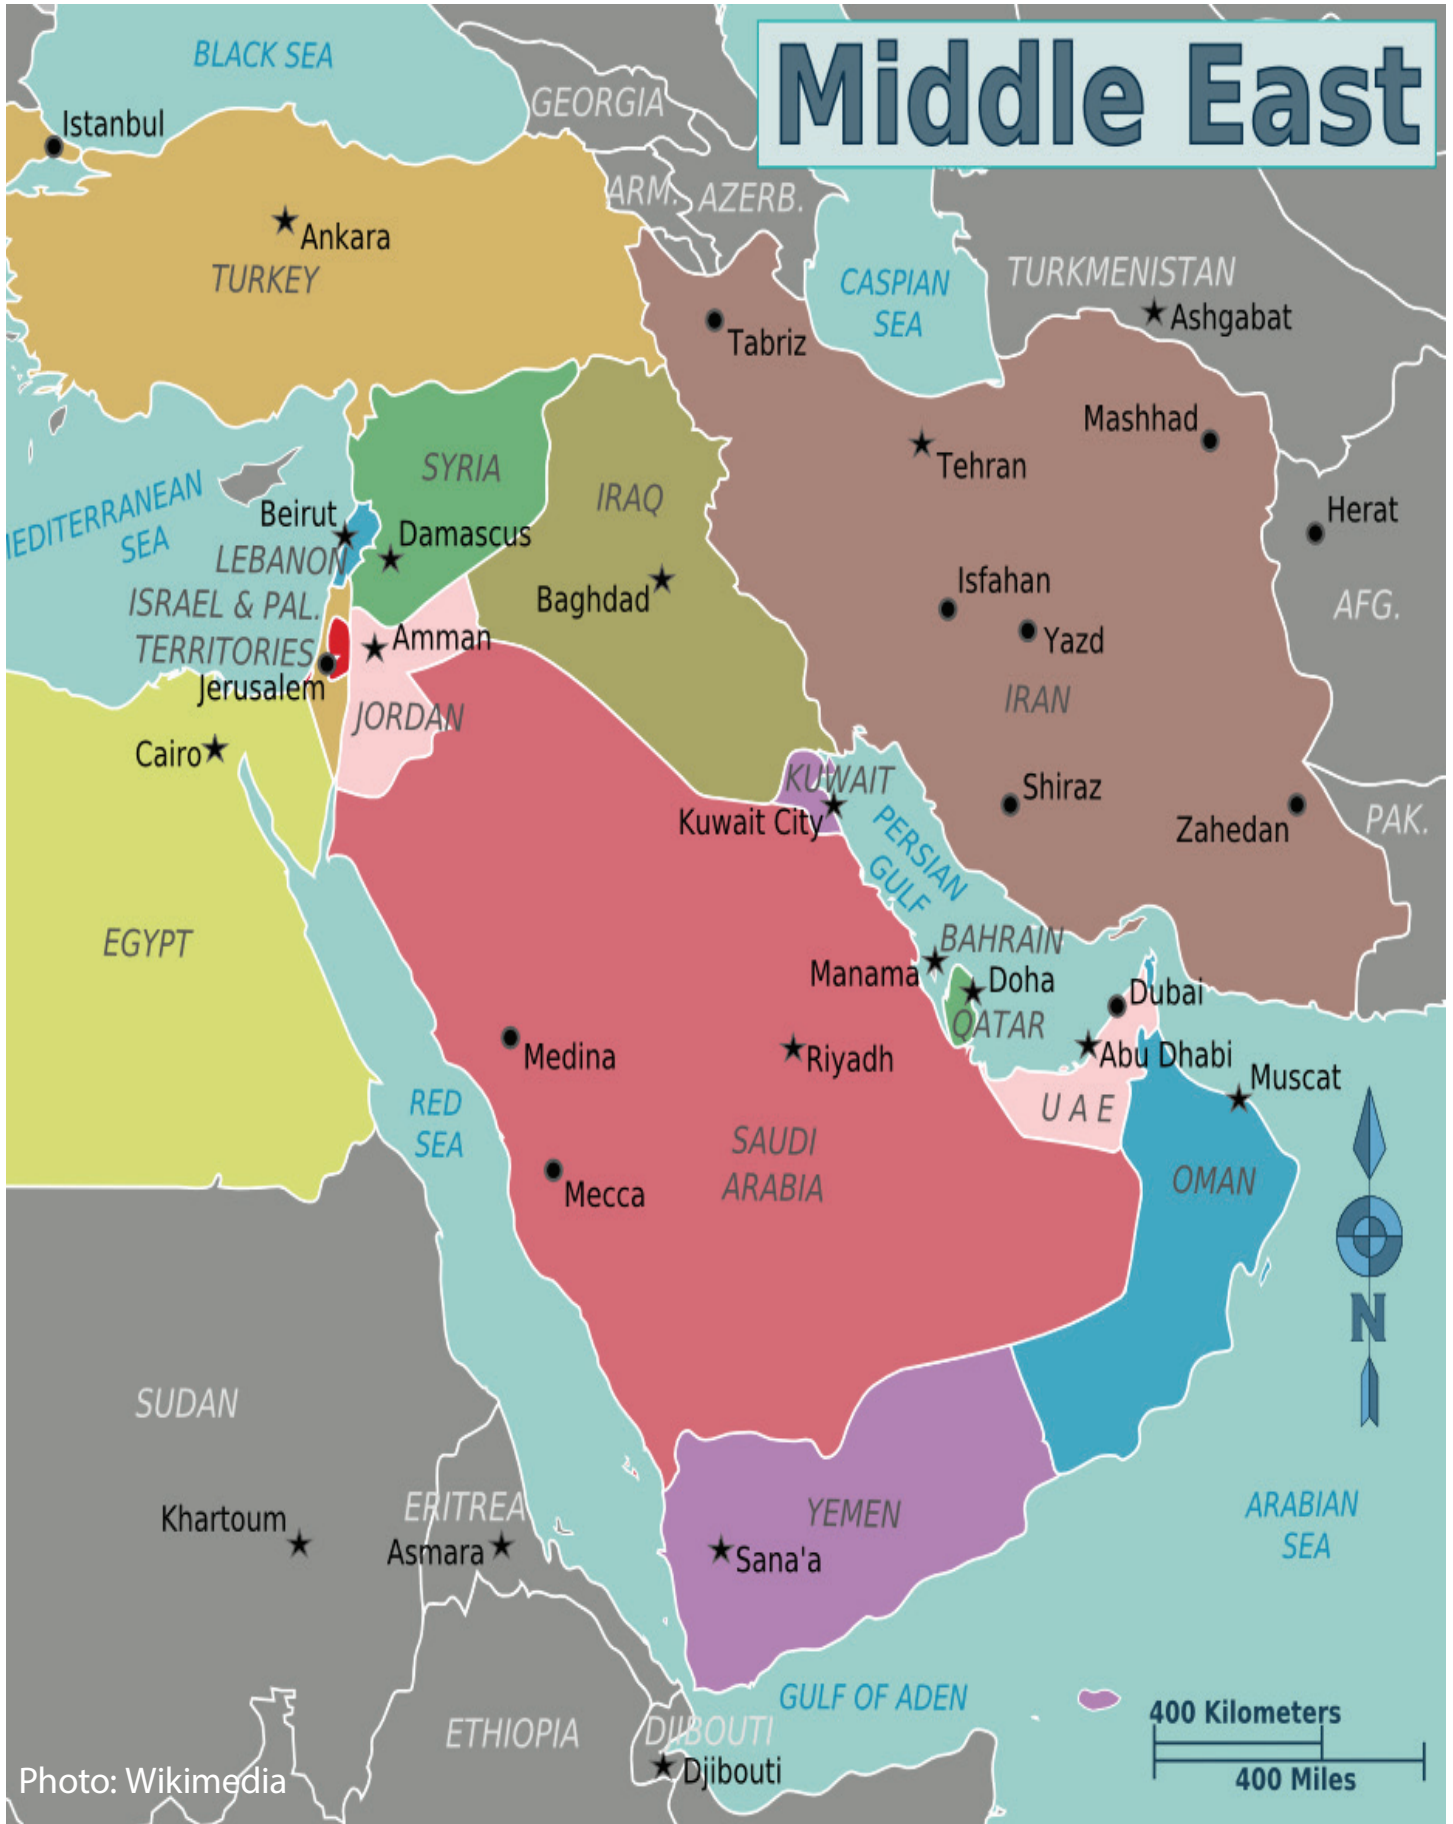 Middle East
BLACK SEA
GEORGIA
Istanbul
ARM.
AZERB.
Ankara
TURKEY
CASPIAN
SEA
TURKMENISTAN
Ashgabat
Tabriz
Mashhad
Tehran
SYRIA
IRAQ
EDITERRANEAN
SEA
Beirut
Damascus
Herat
LEBANON
Baghdad
Isfahan
AFG.
ISRAEL & PAL.
TERRITORIES
Amman
Yazd
Jerusalem
JORDAN
IRAN
Cairo
KUWAIT
Kuwait City
Shiraz
Zahedan
PAK.
PERSIAN
GULF
EGYPT
BAHRAIN
Manama
Doha
QATAR
Dubai
Medina
Riyadh
Abu Dhabi
Muscat
RED
SEA
U A E
SAUDI
ARABIA
Mecca
OMAN
N
SUDAN
ERITREA
YEMEN
ARABIAN
SEA
Khartoum
Asmara
Sana'a
GULF OF ADEN
ETHIOPIA
DJIBOUTI
Djibouti
400 Kilometers
400 Miles
Photo: Wikimedia